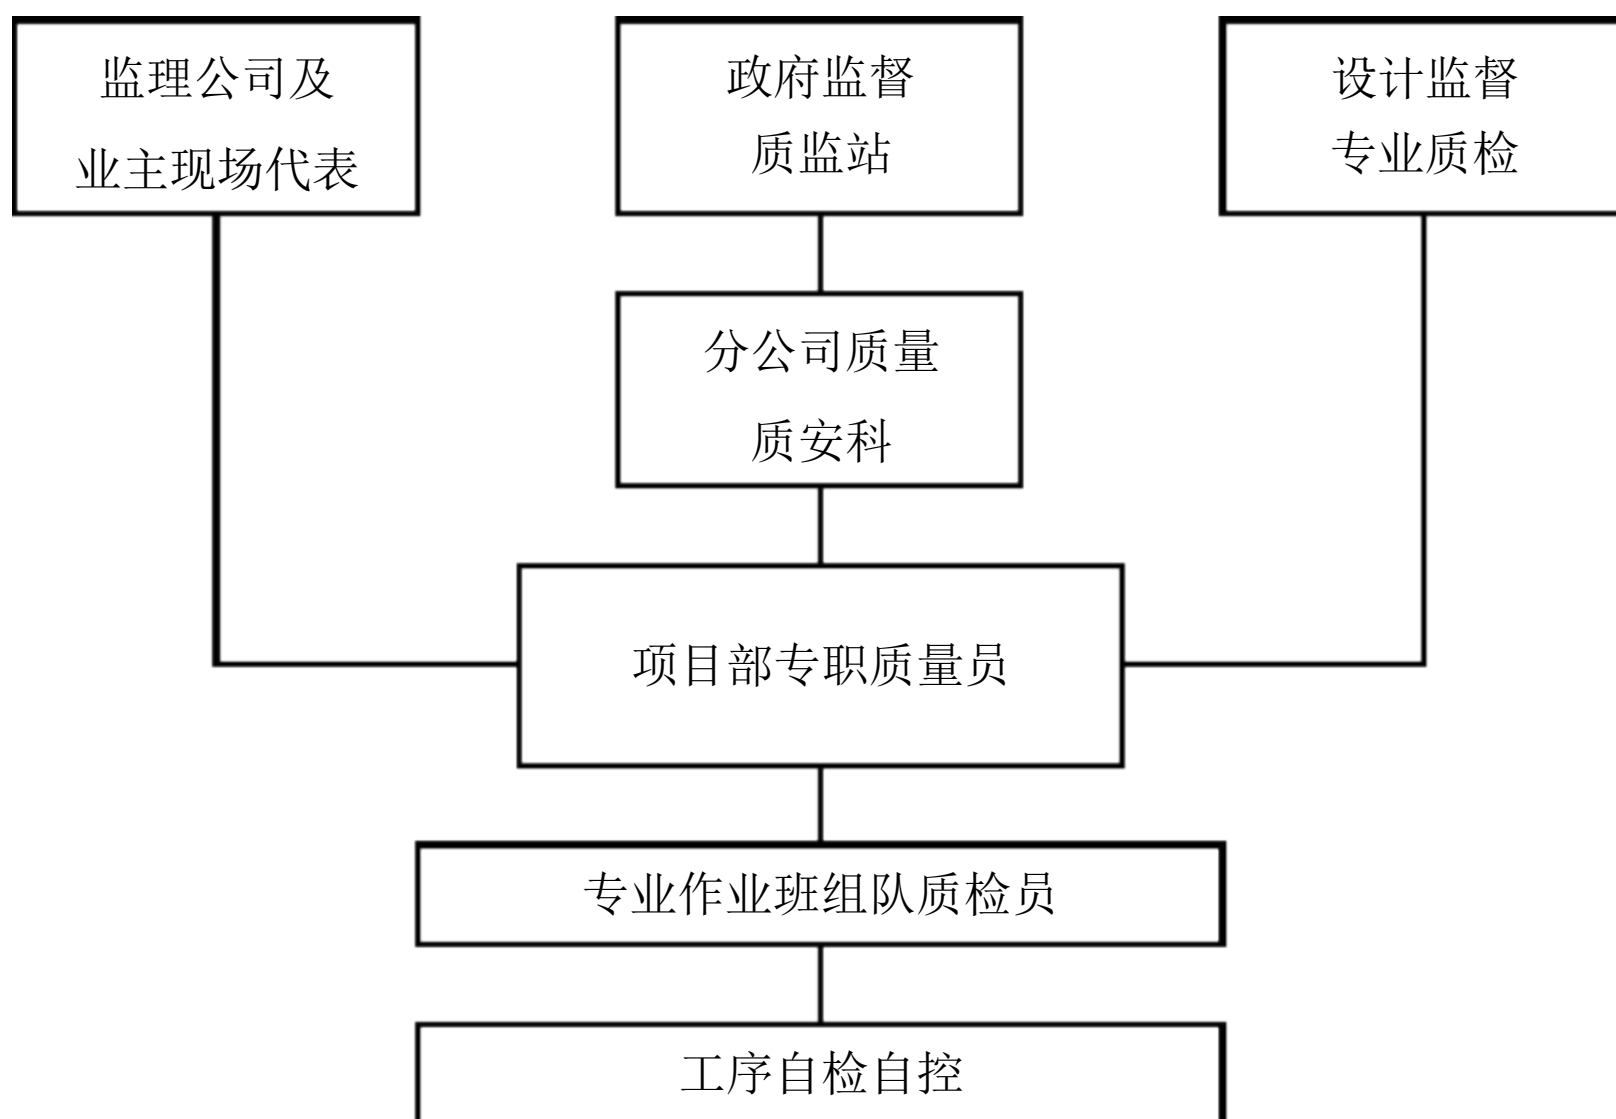 监理公司及
业主现场代表
政府监督
质监站
设计监督
专业质检
分公司质量
质安科
项目部专职质量员
专业作业班组队质检员
工序自检自控